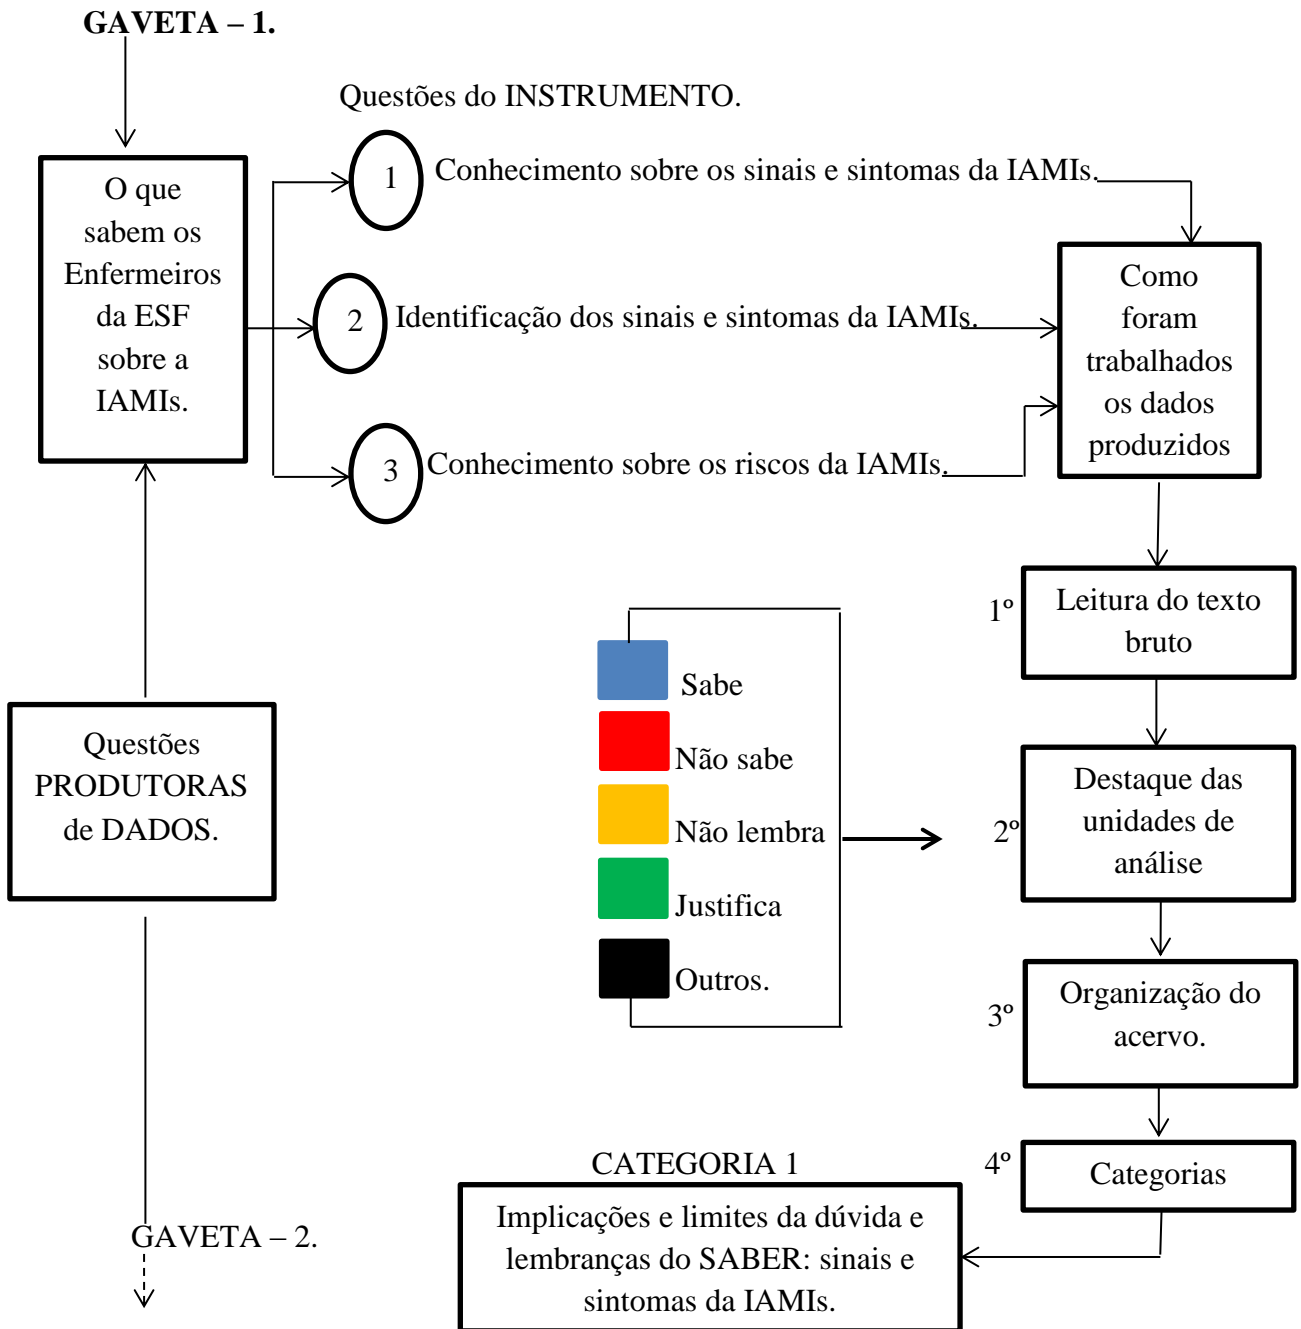 GAVETA – 1.
Questões do INSTRUMENTO.
O que
sabem os
Enfermeiros
da ESF
sobre a
IAMIs.
1
Conhecimento sobre os sinais e sintomas da IAMIs.
2
Identificação dos sinais e sintomas da IAMIs.
3
Conhecimento sobre os riscos da IAMIs.
Como
foram
trabalhados
os dados
produzidos
1º
Leitura do texto
bruto
Sabe
Não sabe
Não lembra
Justifica
Outros.
Questões
PRODUTORAS
de DADOS.
2º
Destaque das
unidades de
análise
3º
Organização do
acervo.
4º
Categorias
CATEGORIA 1
Implicações e limites da dúvida e
lembranças do SABER: sinais e
sintomas da IAMIs.
GAVETA – 2.